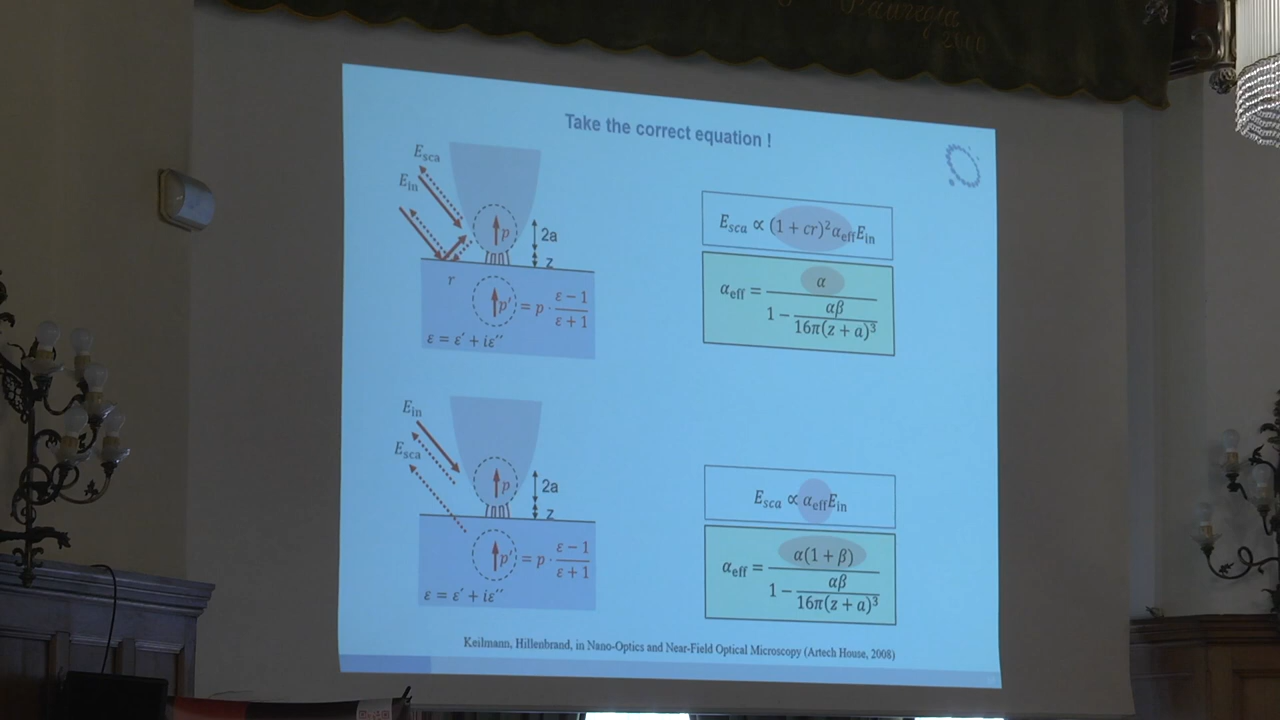 Take the correct equation !
E_sca
E_in
p
2a
z
r
p' = p · (ε − 1)/(ε + 1)
ε = ε′ + iε″
E_sca ∝ (1 + cr)²α_eff E_in
α_eff = α / (1 − αβ/(16π(z + a)³))
E_in
E_sca
p
2a
z
p' = p · (ε − 1)/(ε + 1)
ε = ε′ + iε″
E_sca ∝ α_eff E_in
α_eff = α(1 + β) / (1 − αβ/(16π(z + a)³))
Keilmann, Hillenbrand, in Nano-Optics and Near-Field Optical Microscopy (Artech House, 2008)